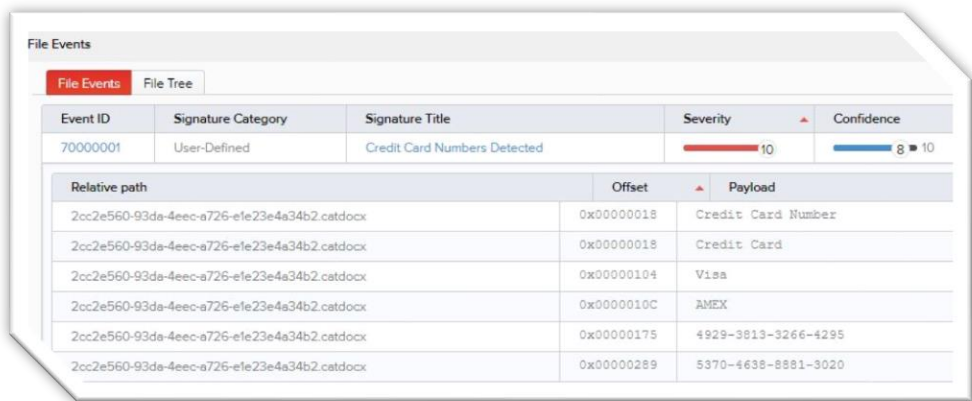 File Events
File Events File Tree
Event ID Signature Category Signature Title Severity Confidence
70000001 User-Defined Credit Card Numbers Detected 10 8 10
Relative path Offset Payload
2cc2e560-93da-4eec-a726-e1e23e4a34b2.catdocx 0x00000018 Credit Card Number
2cc2e560-93da-4eec-a726-e1e23e4a34b2.catdocx 0x00000018 Credit Card
2cc2e560-93da-4eec-a726-e1e23e4a34b2.catdocx 0x00000104 Visa
2cc2e560-93da-4eec-a726-e1e23e4a34b2.catdocx 0x0000010C AMEX
2cc2e560-93da-4eec-a726-e1e23e4a34b2.catdocx 0x00000175 4929-3813-3266-4295
2cc2e560-93da-4eec-a726-e1e23e4a34b2.catdocx 0x00000289 5370-4638-8881-3020